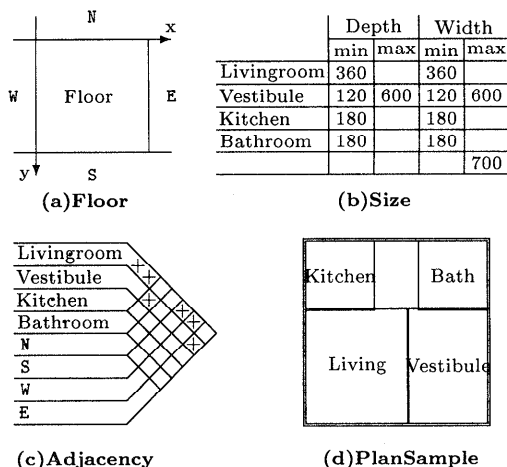 N
x
W
Floor
E
S
y
(a)Floor
Depth Width
min max min max
Livingroom 360 360
Vestibule 120 600 120 600
Kitchen 180 180
Bathroom 180 180
700
(b)Size
Livingroom
Vestibule
Kitchen
Bathroom
N
S
W
E
(c)Adjacency
Kitchen Bath
Living Vestibule
(d)PlanSample